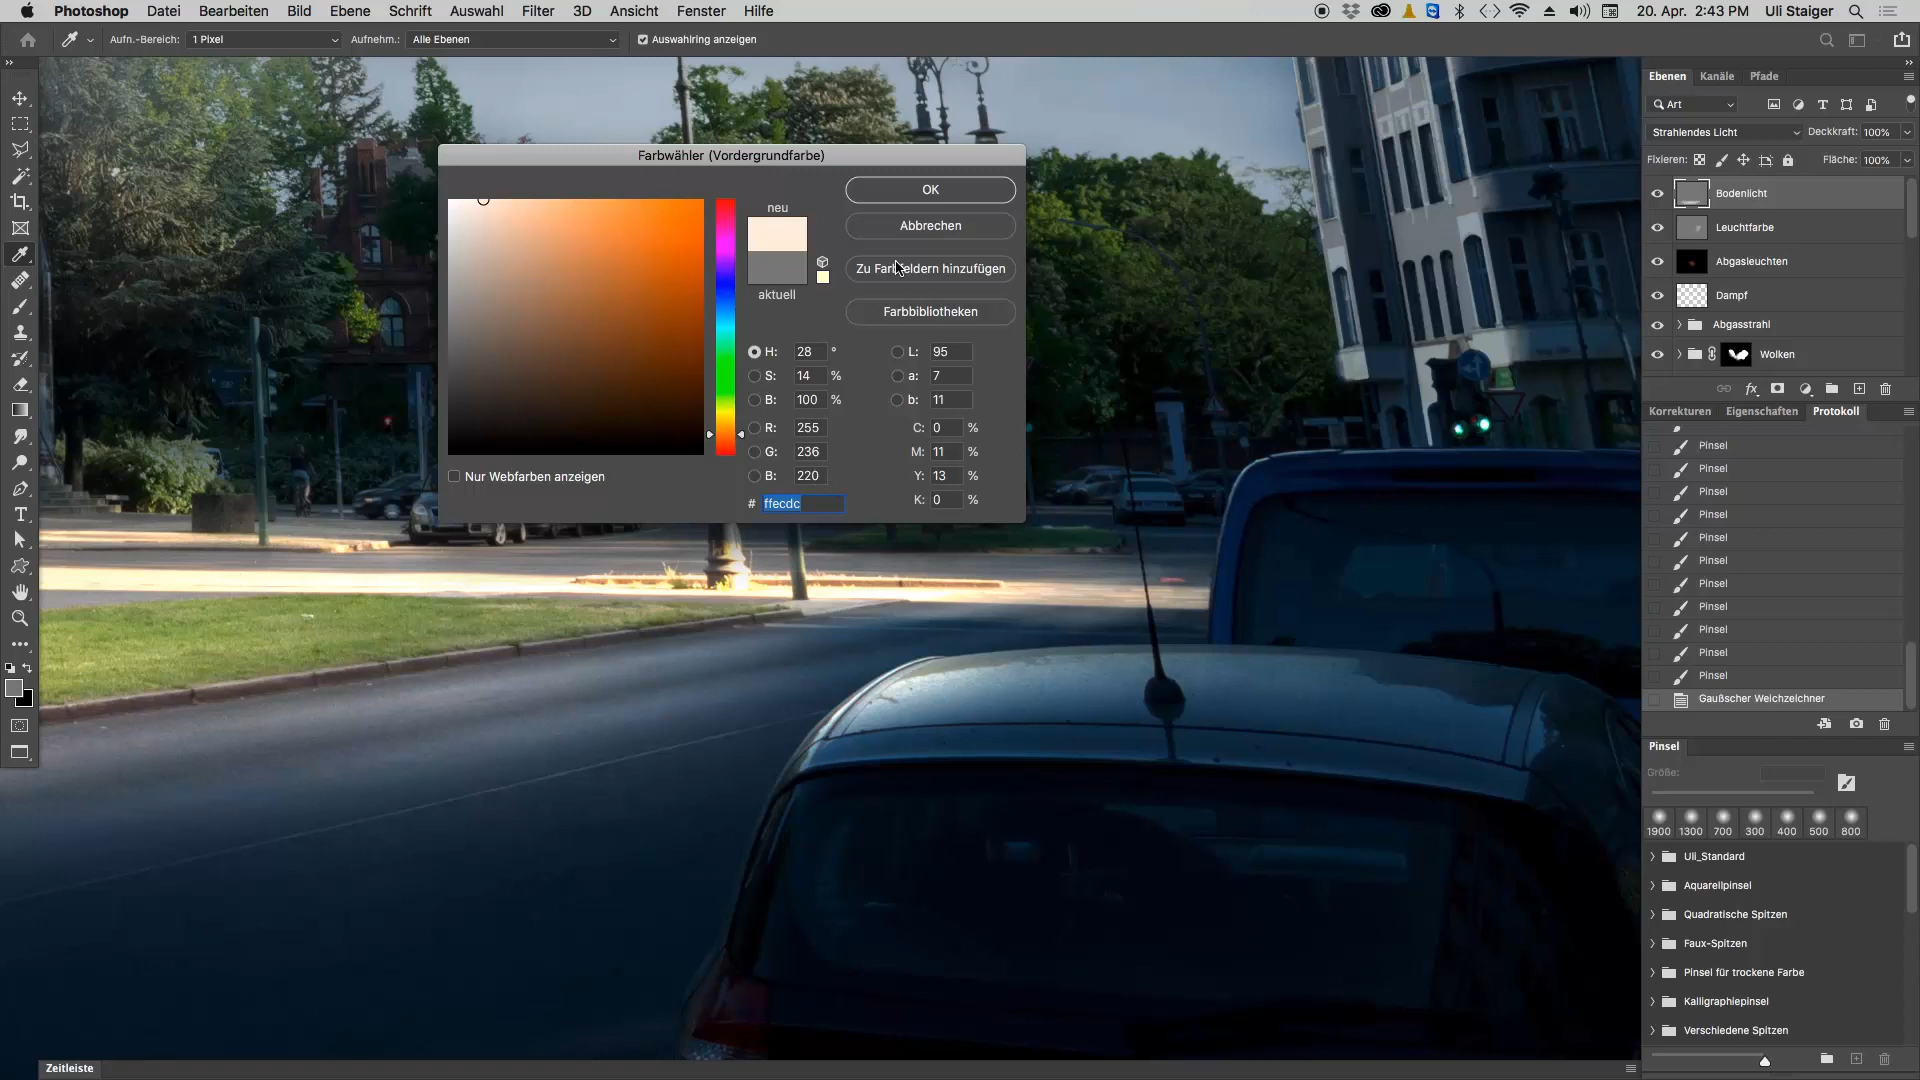 Photoshop Datei Bearbeiten Bild Ebene Schrift Auswahl Filter 3D Ansicht Fenster Hilfe 20. Apr. 2:43 PM Uli Staiger
Aufn.-Bereich: 1 Pixel Aufnehm.: Alle Ebenen Auswahlring anzeigen
Farbwähler (Vordergrundfarbe)
neu
aktuell
OK
Abbrechen
Zu Farbfeldern hinzufügen
Farbbibliotheken
H: 28 ° L: 95
S: 14 % a: 7
B: 100 % b: 11
R: 255 C: 0 %
G: 236 M: 11 %
B: 220 Y: 13 %
# ffecdc K: 0 %
Nur Webfarben anzeigen
Ebenen Kanäle Pfade
Art
Strahlendes Licht Deckkraft: 100%
Fixieren: Fläche: 100%
Bodenlicht
Leuchtfarbe
Abgasleuchten
Dampf
Abgasstrahl
Wolken
fx
Korrekturen Eigenschaften Protokoll
Pinsel
Pinsel
Pinsel
Pinsel
Pinsel
Pinsel
Pinsel
Pinsel
Pinsel
Pinsel
Pinsel
Gaußscher Weichzeichner
Pinsel
Größe:
1900 1300 700 300 400 500 800
Uli_Standard
Aquarellpinsel
Quadratische Spitzen
Faux-Spitzen
Pinsel für trockene Farbe
Kalligraphiepinsel
Verschiedene Spitzen
Zeitleiste